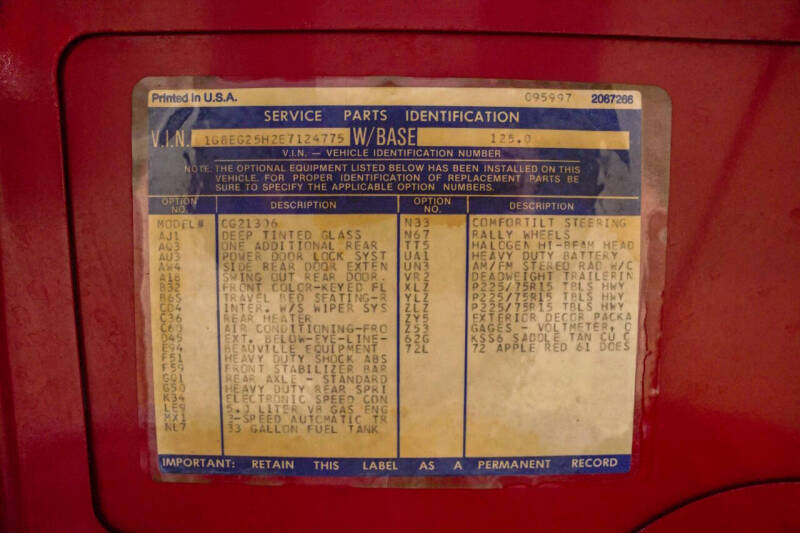 Printed in U.S.A. C95997 2067266
SERVICE PARTS IDENTIFICATION
V.I.N. 1G8EG25H2E7124775 W/BASE 125.0
V.I.N. — VEHICLE IDENTIFICATION NUMBER
NOTE: THE OPTIONAL EQUIPMENT LISTED BELOW HAS BEEN INSTALLED ON THIS
VEHICLE. FOR PROPER IDENTIFICATION OF REPLACEMENT PARTS BE
SURE TO SPECIFY THE APPLICABLE OPTION NUMBERS.
OPTION NO. DESCRIPTION
MODEL# CG21306
AJ1 DEEP TINTED GLASS
AQ3 ONE ADDITIONAL REAR
AU3 POWER DOOR LOCK SYST
AW4 SIDE REAR DOOR EXTEN
A18 SWING OUT REAR DOOR.
B32 FRONT COLOR-KEYED FL
B65 TRAVEL BED SEATING-R
CD4 INTER. W/S WIPER SYS
C36 REAR HEATER
C60 AIR CONDITIONING-FRO
D45 EXT. BELOW-EYE-LINE-
E94 BEAUVILLE EQUIPMENT
F51 HEAVY DUTY SHOCK ABS
F59 FRONT STABILIZER BAR
GQ1 REAR AXLE - STANDARD
G50 HEAVY DUTY REAR SPRI
K34 ELECTRONIC SPEED CON
LE9 5.0 LITER V8 GAS ENG
MX1 3-SPEED AUTOMATIC TR
NL7 33 GALLON FUEL TANK
OPTION NO. DESCRIPTION
N33 COMFORTILT STEERING
N67 RALLY WHEELS
TT5 HALOGEN HI-BEAM HEAD
UA1 HEAVY DUTY BATTERY
UN3 AM/FM STEREO RAD W/C
VR2 DEADWEIGHT TRAILERIN
XLZ P225/75R15 TBLS HWY
YLZ P225/75R15 TBLS HWY
ZLZ P225/75R15 TBLS HWY
ZY5 EXTERIOR DECOR PACKA
Z53 GAGES - VOLTMETER, O
62G KSS6 SADDLE TAN CU C
72L 72 APPLE RED 61 DOES
IMPORTANT: RETAIN THIS LABEL AS A PERMANENT RECORD